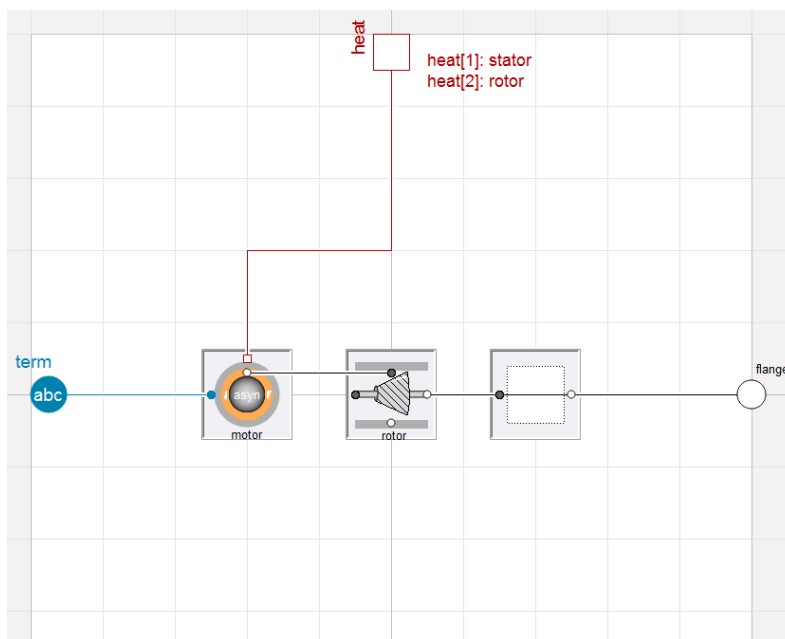 heat
heat[1]: stator
heat[2]: rotor
term
abc
asyn
motor
rotor
flange